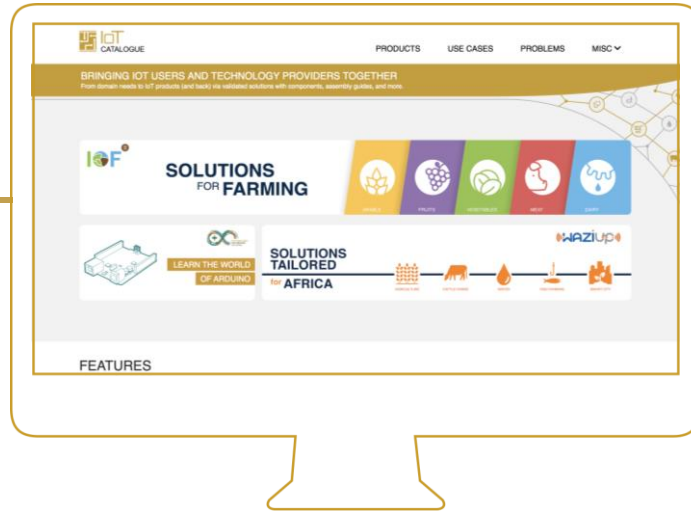 IoT
CATALOGUE
PRODUCTS USE CASES PROBLEMS MISC
BRINGING IOT USERS AND TECHNOLOGY PROVIDERS TOGETHER
From domain needs to IoT products (and back) via validated solutions with components, assembly guides, and more.
IoF
SOLUTIONS
FOR FARMING
FRUITS VEGETABLES MEAT DAIRY
LEARN THE WORLD
OF ARDUINO
WAZIUP
SOLUTIONS
TAILORED
for AFRICA
FEATURES